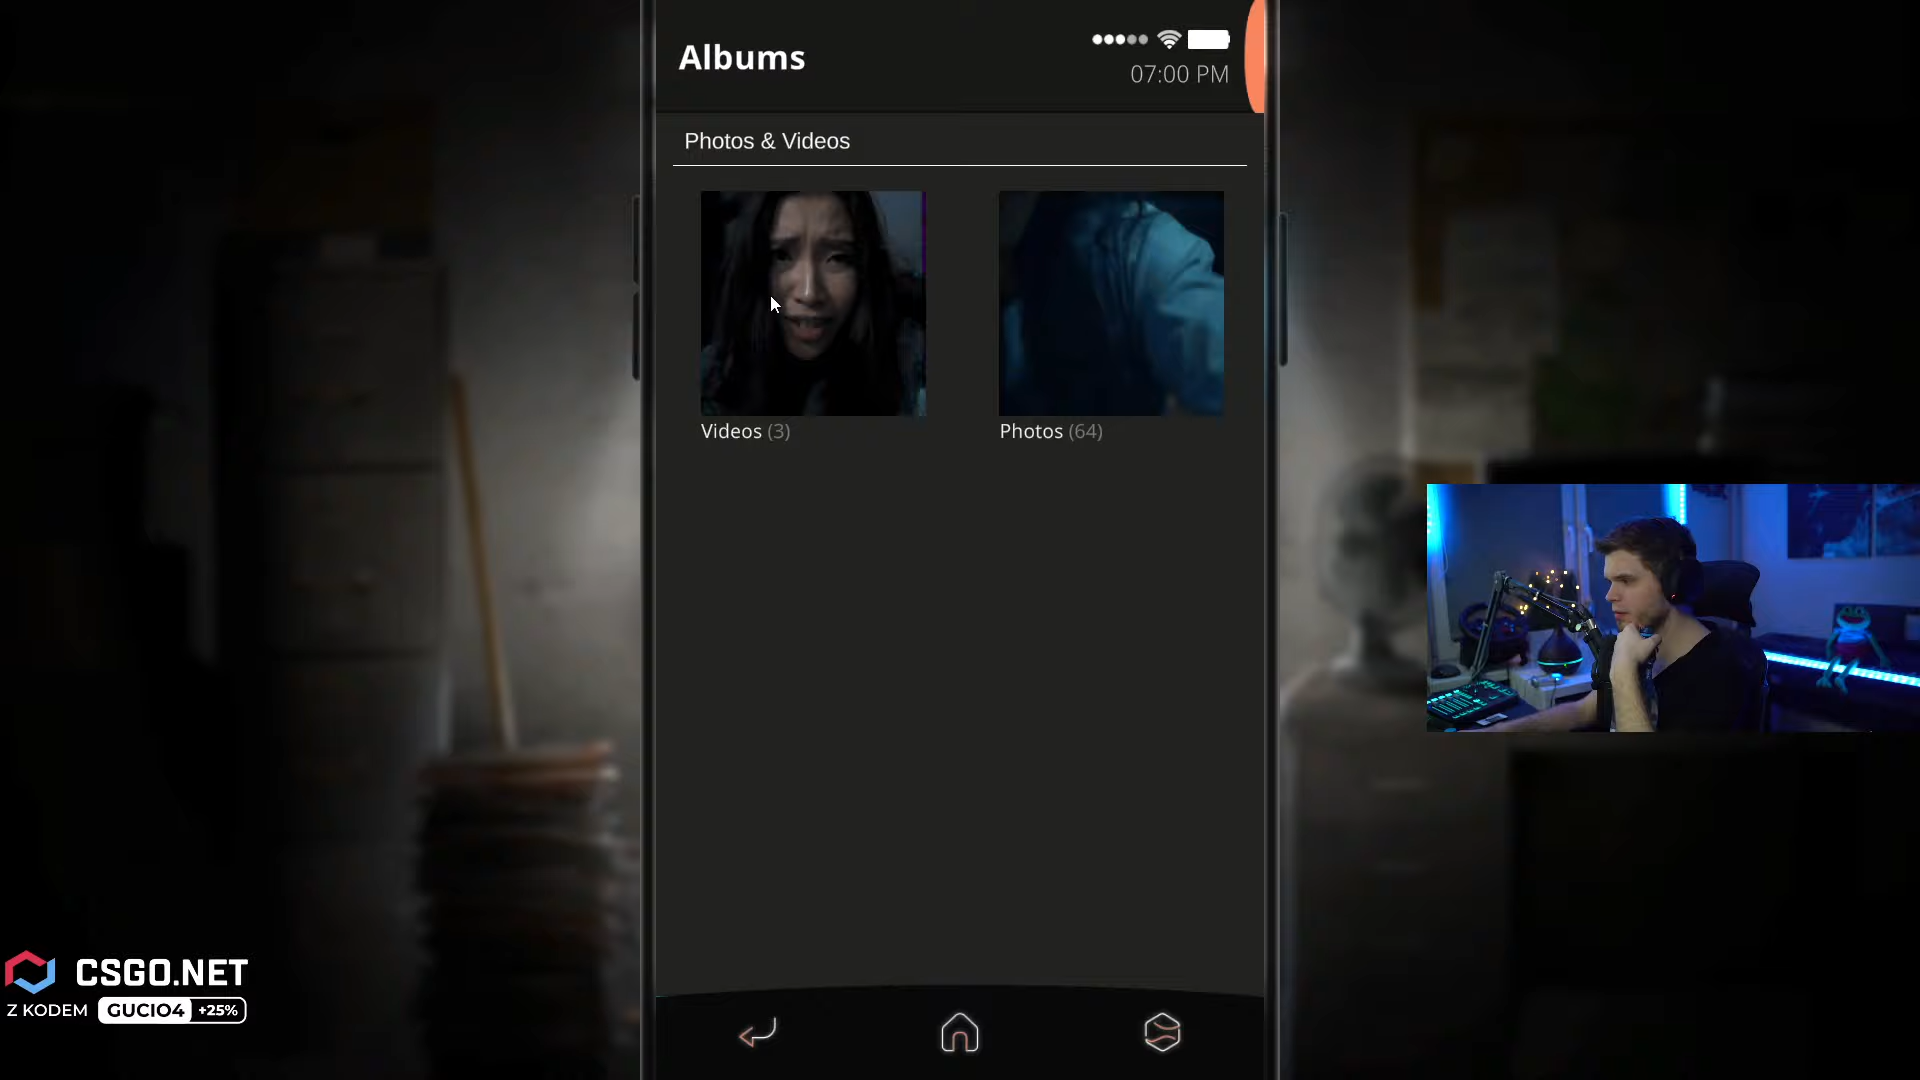 Albums
07:00 PM
Photos & Videos
Videos (3)
Photos (64)
CSGO.NET
Z KODEM GUCIO4 +25%